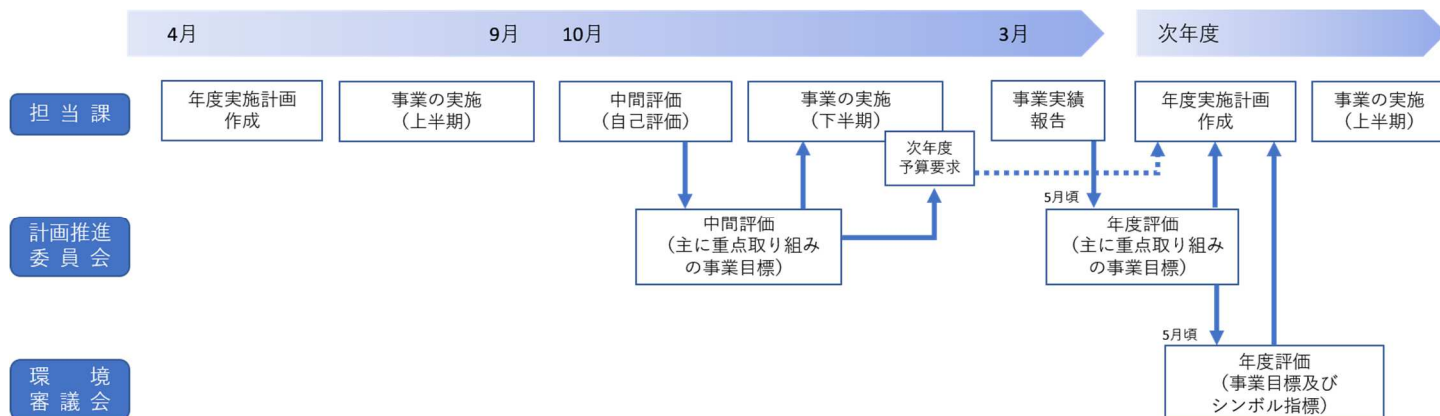 4月
9月
10月
3月
次年度
担当課
年度実施計画
作成
事業の実施
(上半期)
中間評価
(自己評価)
事業の実施
(下半期)
次年度
予算要求
事業実績
報告
年度実施計画
作成
事業の実施
(上半期)
計画推進
委員会
中間評価
(主に重点取り組み
の事業目標)
5月頃
年度評価
(主に重点取り組み
の事業目標)
環境
審議会
5月頃
年度評価
(事業目標及び
シンボル指標)